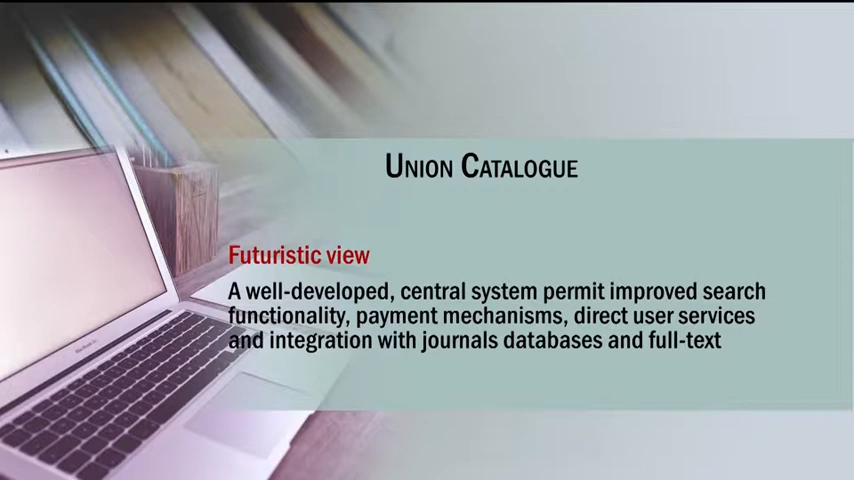 UNION CATALOGUE
Futuristic view
A well-developed, central system permit improved search
functionality, payment mechanisms, direct user services
and integration with journals databases and full-text